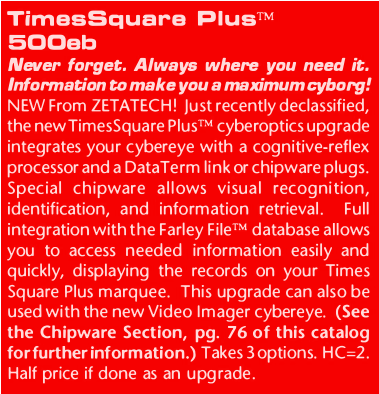 TimesSquare Plus™
500eb
Never forget. Always where you need it.
Information to make you a maximum cyborg!
NEW From ZETATECH! Just recently declassified,
the new TimesSquare Plus™ cyberoptics upgrade
integrates your cybereye with a cognitive-reflex
processor and a DataTerm link or chipware plugs.
Special chipware allows visual recognition,
identification, and information retrieval. Full
integration with the Farley File™ database allows
you to access needed information easily and
quickly, displaying the records on your Times
Square Plus marquee. This upgrade can also be
used with the new Video Imager cybereye. (See
the Chipware Section, pg. 76 of this catalog
for further information.) Takes 3 options. HC=2.
Half price if done as an upgrade.